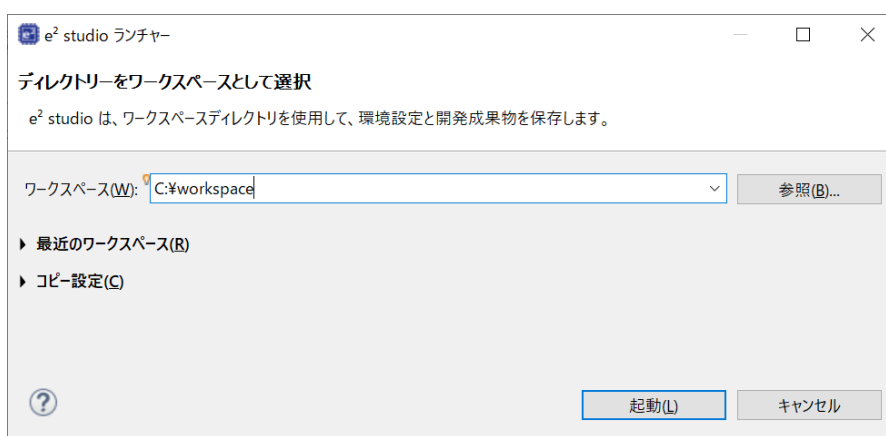 e² studio ランチャー
ディレクトリーをワークスペースとして選択
e² studio は、ワークスペースディレクトリを使用して、環境設定と開発成果物を保存します。
ワークスペース(W): C:¥workspace 参照(B)...
最近のワークスペース(R)
コピー設定(C)
? 起動(L) キャンセル